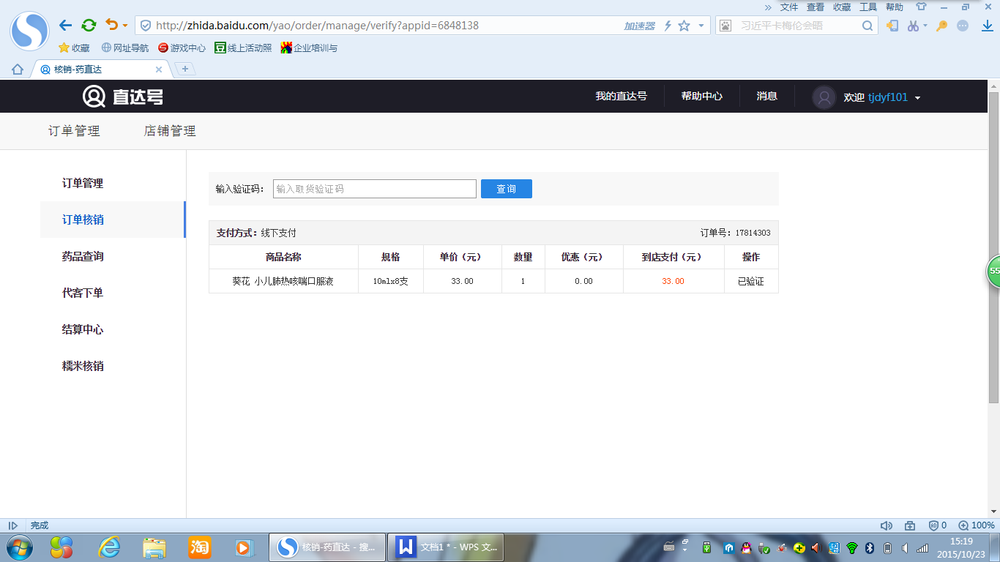 » 文件 查看 收藏 工具 帮助
http://zhida.baidu.com/yao/order/manage/verify?appid=6848138 加速器 习近平卡梅伦会晤
收藏 网址导航 游戏中心 线上活动照 企业培训与
核销-药直达
直达号 我的直达号 帮助中心 消息 欢迎 tjdyf101
订单管理 店铺管理
订单管理
订单核销
药品查询
代客下单
结算中心
糯米核销
输入验证码: 输入取货验证码 查询
支付方式：线下支付 订单号：17814303
商品名称 规格 单价（元） 数量 优惠（元） 到店支付（元） 操作
葵花 小儿肺热咳喘口服液 10mlx8支 33.00 1 0.00 33.00 已验证
55
完成 0 100%
淘 核销-药直达 - 搜... 文档1 * - WPS 文...
15:19
2015/10/23